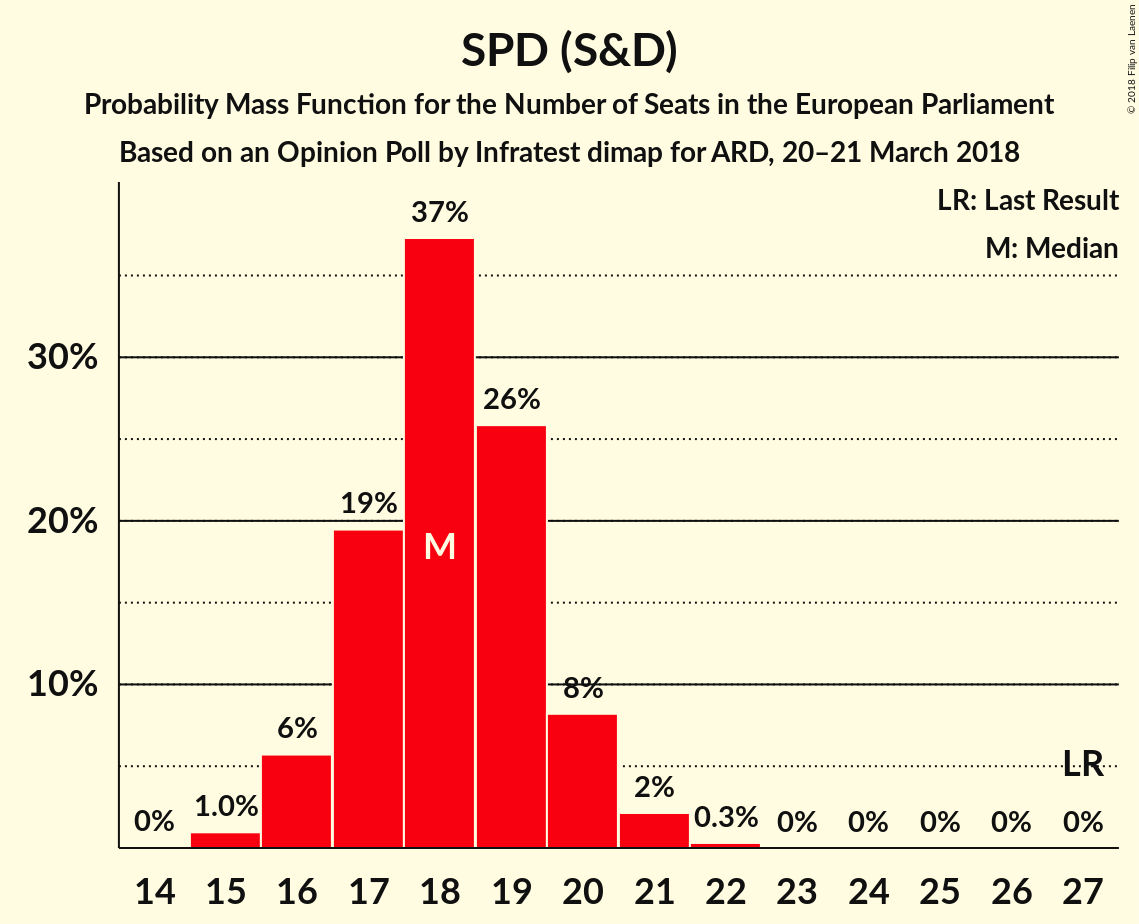 SPD (S&D)
Probability Mass Function for the Number of Seats in the European Parliament
Based on an Opinion Poll by Infratest dimap for ARD, 20–21 March 2018
© 2018 Filip van Laenen
LR: Last Result
M: Median
37%
30%
26%
19%
20%
M
10%
8%
6%
LR
2%
0%
1.0%
0.3%
0%
0%
0%
0%
0%
14 15 16 17 18 19 20 21 22 23 24 25 26 27